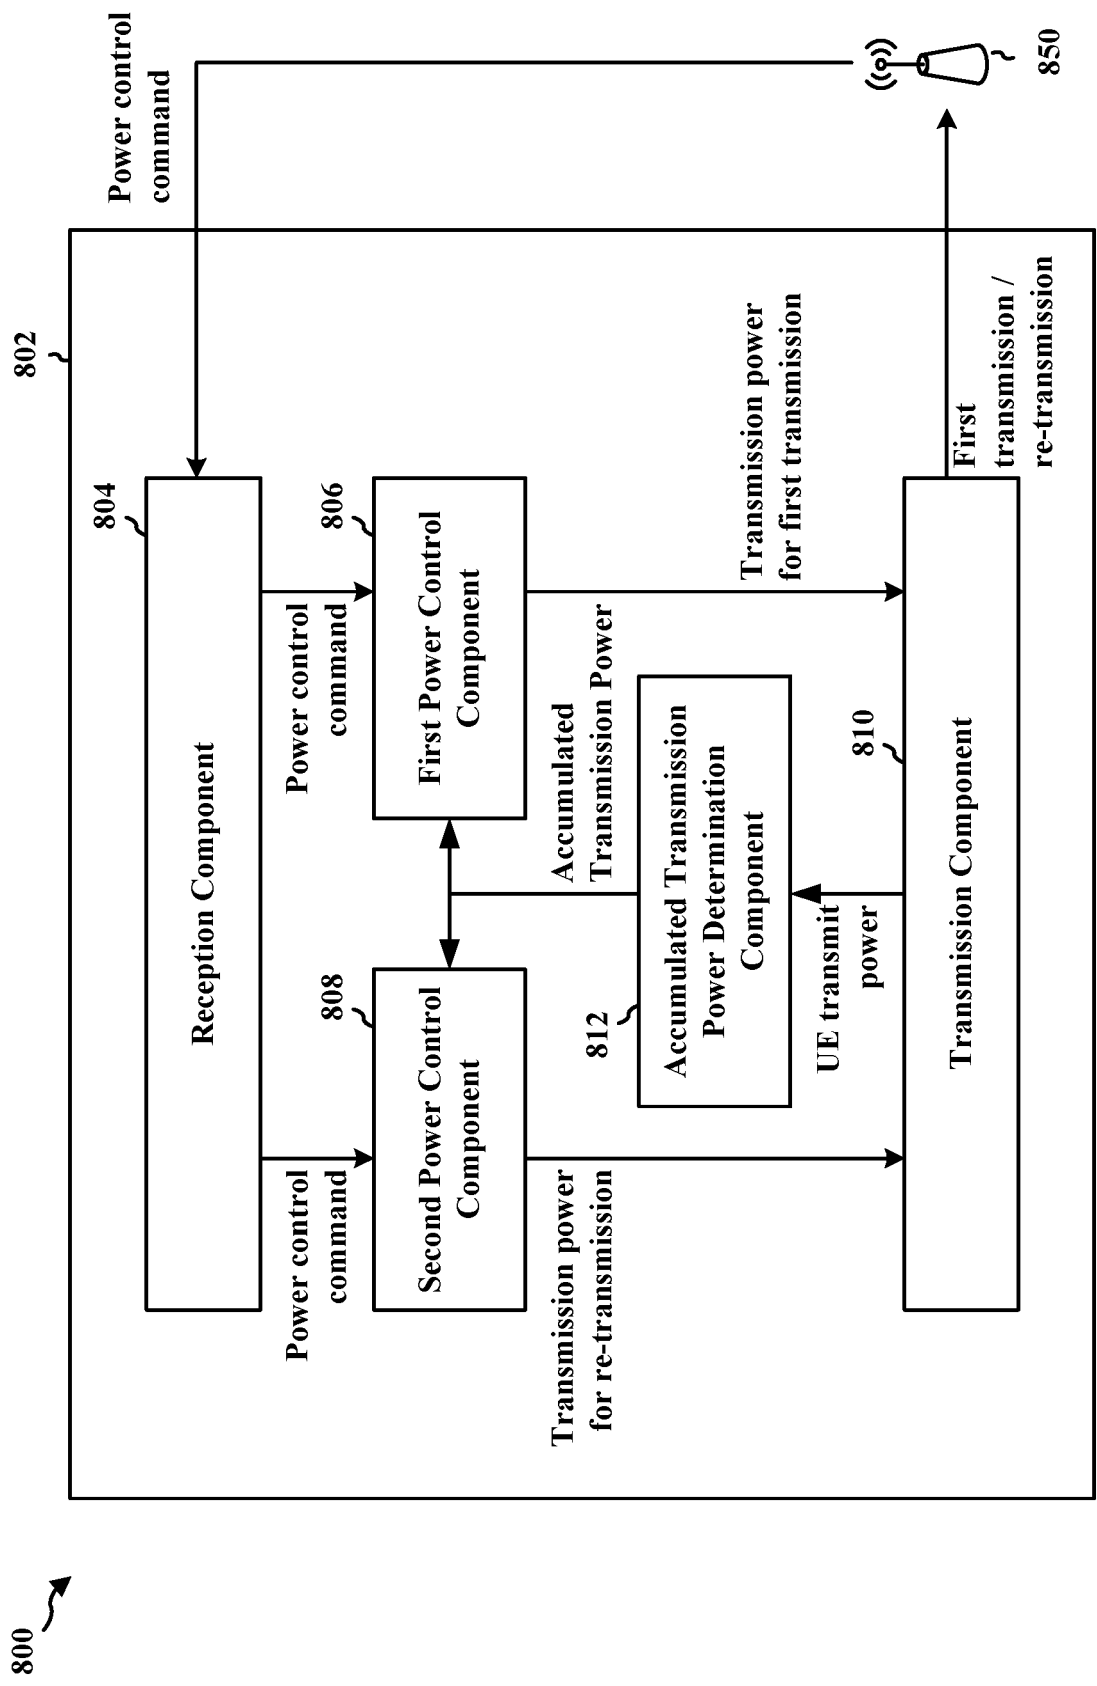 800
802
Power control
command
850
804
Reception Component
Power control
command
Power control
command
808
806
Second Power Control
Component
First Power Control
Component
Transmission power
for re-transmission
Accumulated
Transmission Power
812
Accumulated Transmission
Power Determination
Component
Transmission power
for first transmission
UE transmit
power
810
Transmission Component
First
transmission /
re-transmission